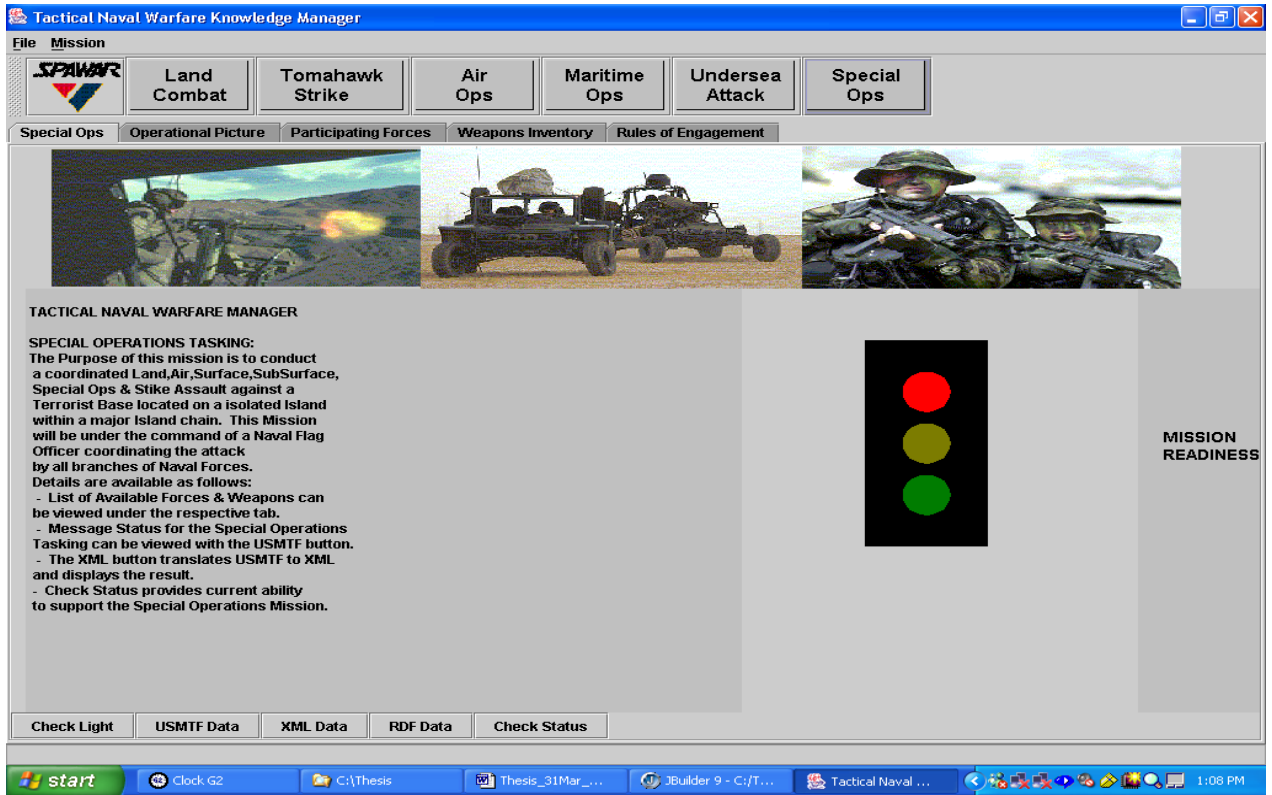 Tactical Naval Warfare Knowledge Manager
File Mission
SPAWAR
Land Combat
Tomahawk Strike
Air Ops
Maritime Ops
Undersea Attack
Special Ops
Special Ops Operational Picture Participating Forces Weapons Inventory Rules of Engagement
TACTICAL NAVAL WARFARE MANAGER
SPECIAL OPERATIONS TASKING:
The Purpose of this mission is to conduct
a coordinated Land,Air,Surface,SubSurface,
Special Ops & Stike Assault against a
Terrorist Base located on a isolated Island
within a major Island chain. This Mission
will be under the command of a Naval Flag
Officer coordinating the attack
by all branches of Naval Forces.
Details are available as follows:
- List of Available Forces & Weapons can
be viewed under the respective tab.
- Message Status for the Special Operations
Tasking can be viewed with the USMTF button.
- The XML button translates USMTF to XML
and displays the result.
- Check Status provides current ability
to support the Special Operations Mission.
MISSION
READINESS
Check Light USMTF Data XML Data RDF Data Check Status
start Clock G2 C:\Thesis Thesis_31Mar_... JBuilder 9 - C:/T... Tactical Naval ... 1:08 PM